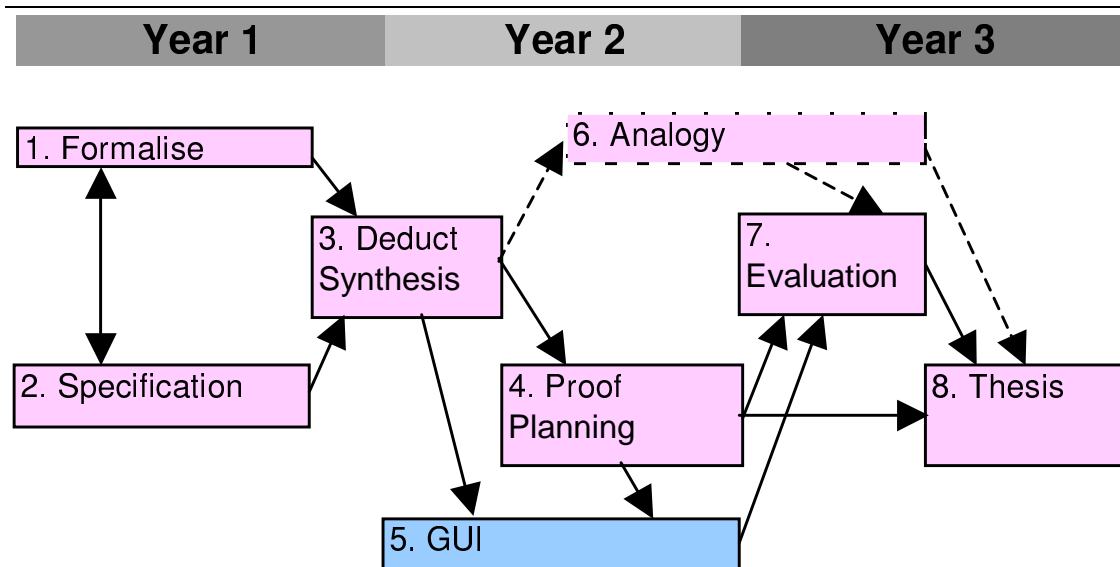 Year 1
Year 2
Year 3
1. Formalise
6. Analogy
3. Deduct
Synthesis
7.
Evaluation
2. Specification
4. Proof
Planning
8. Thesis
5. GUI